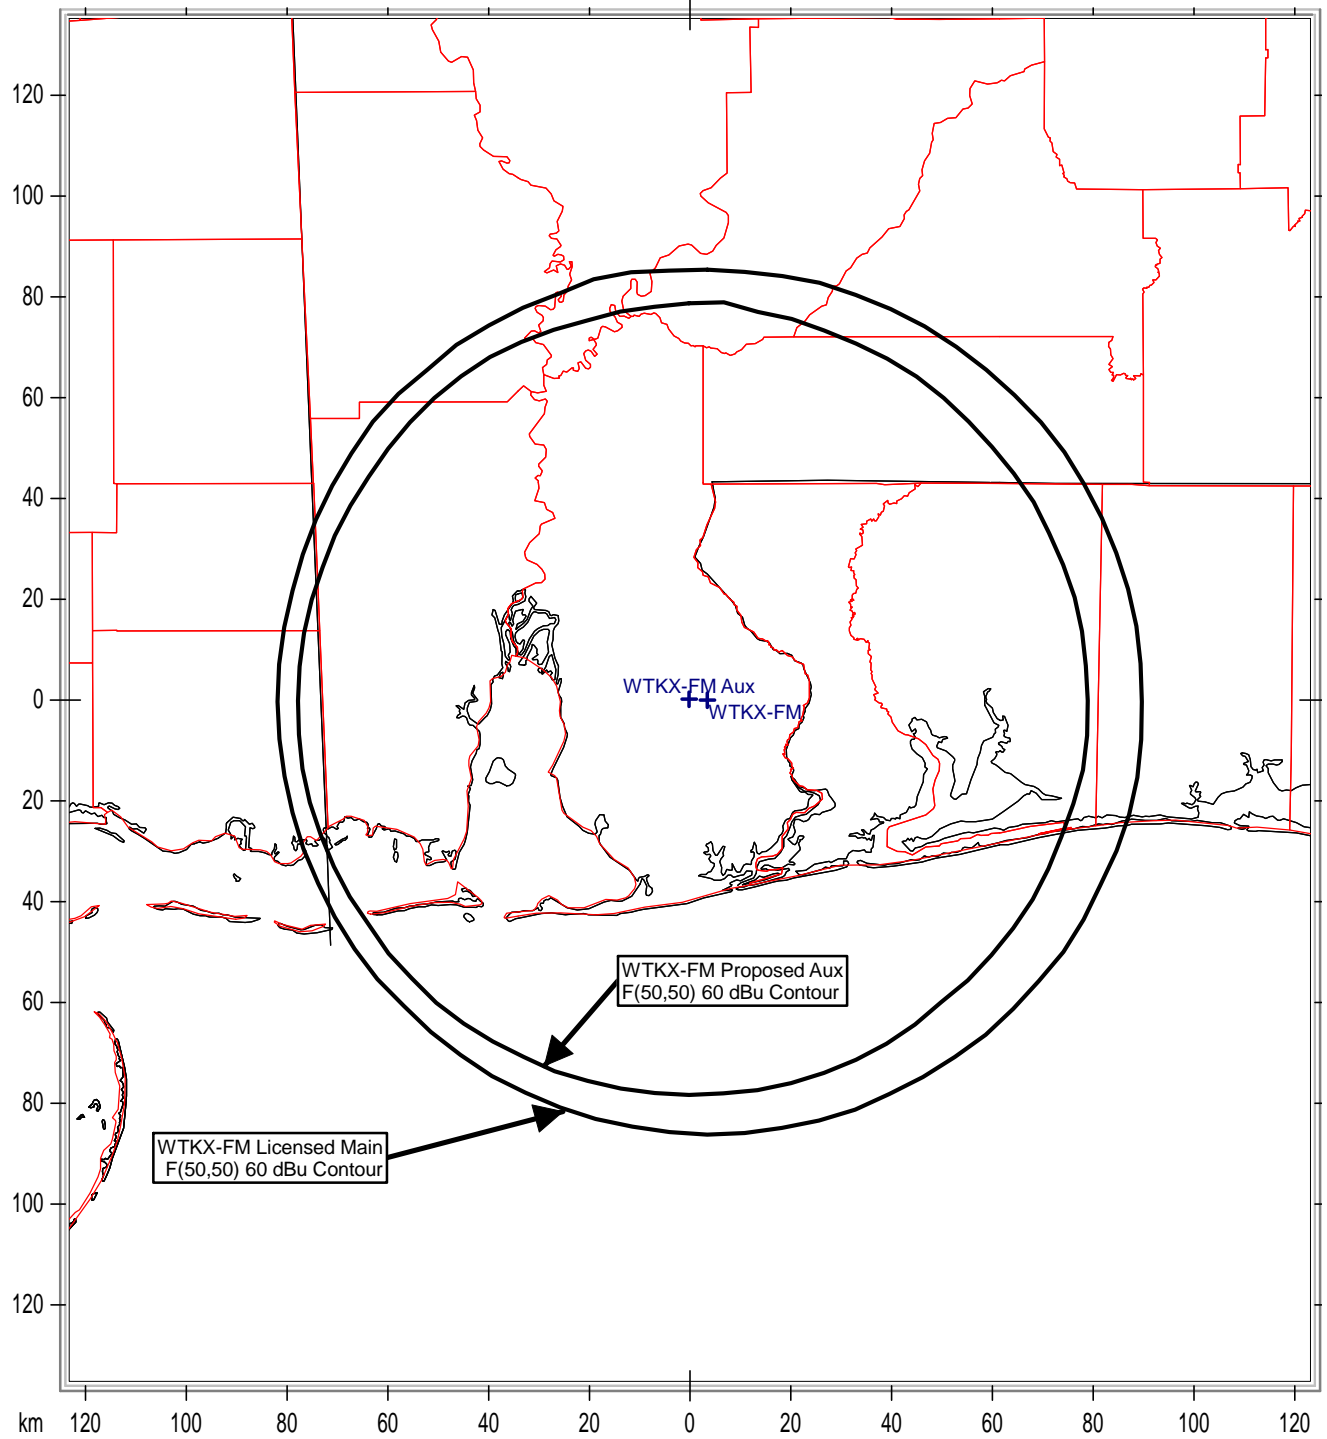 120
100
80
60
40
20
0
20
40
60
80
100
120
WTKX-FM Aux
WTKX-FM
WTKX-FM Proposed Aux
F(50,50) 60 dBu Contour
WTKX-FM Licensed Main
F(50,50) 60 dBu Contour
km 120 100 80 60 40 20 0 20 40 60 80 100 120